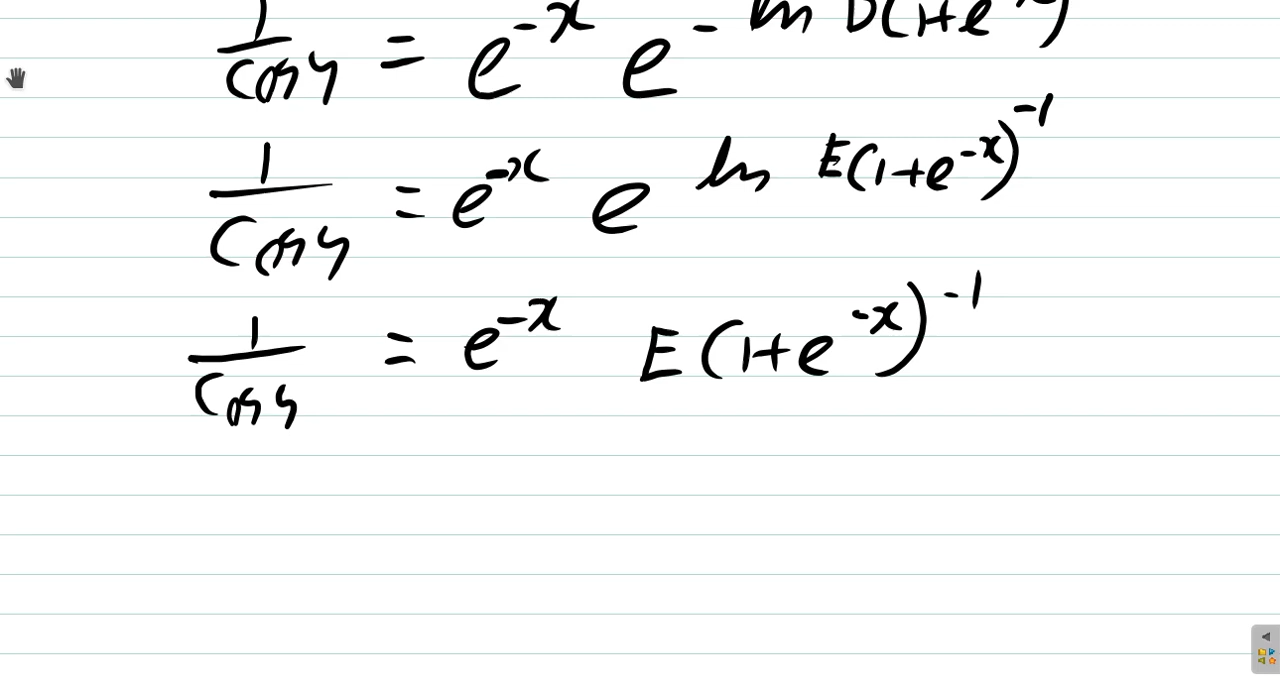 1/cos y = e^{-x} e^{- ln D(1+e^{-x})}
1/cos y = e^{-x} e^{ln E(1+e^{-x})^{-1}}
1/cos y = e^{-x} E(1+e^{-x})^{-1}